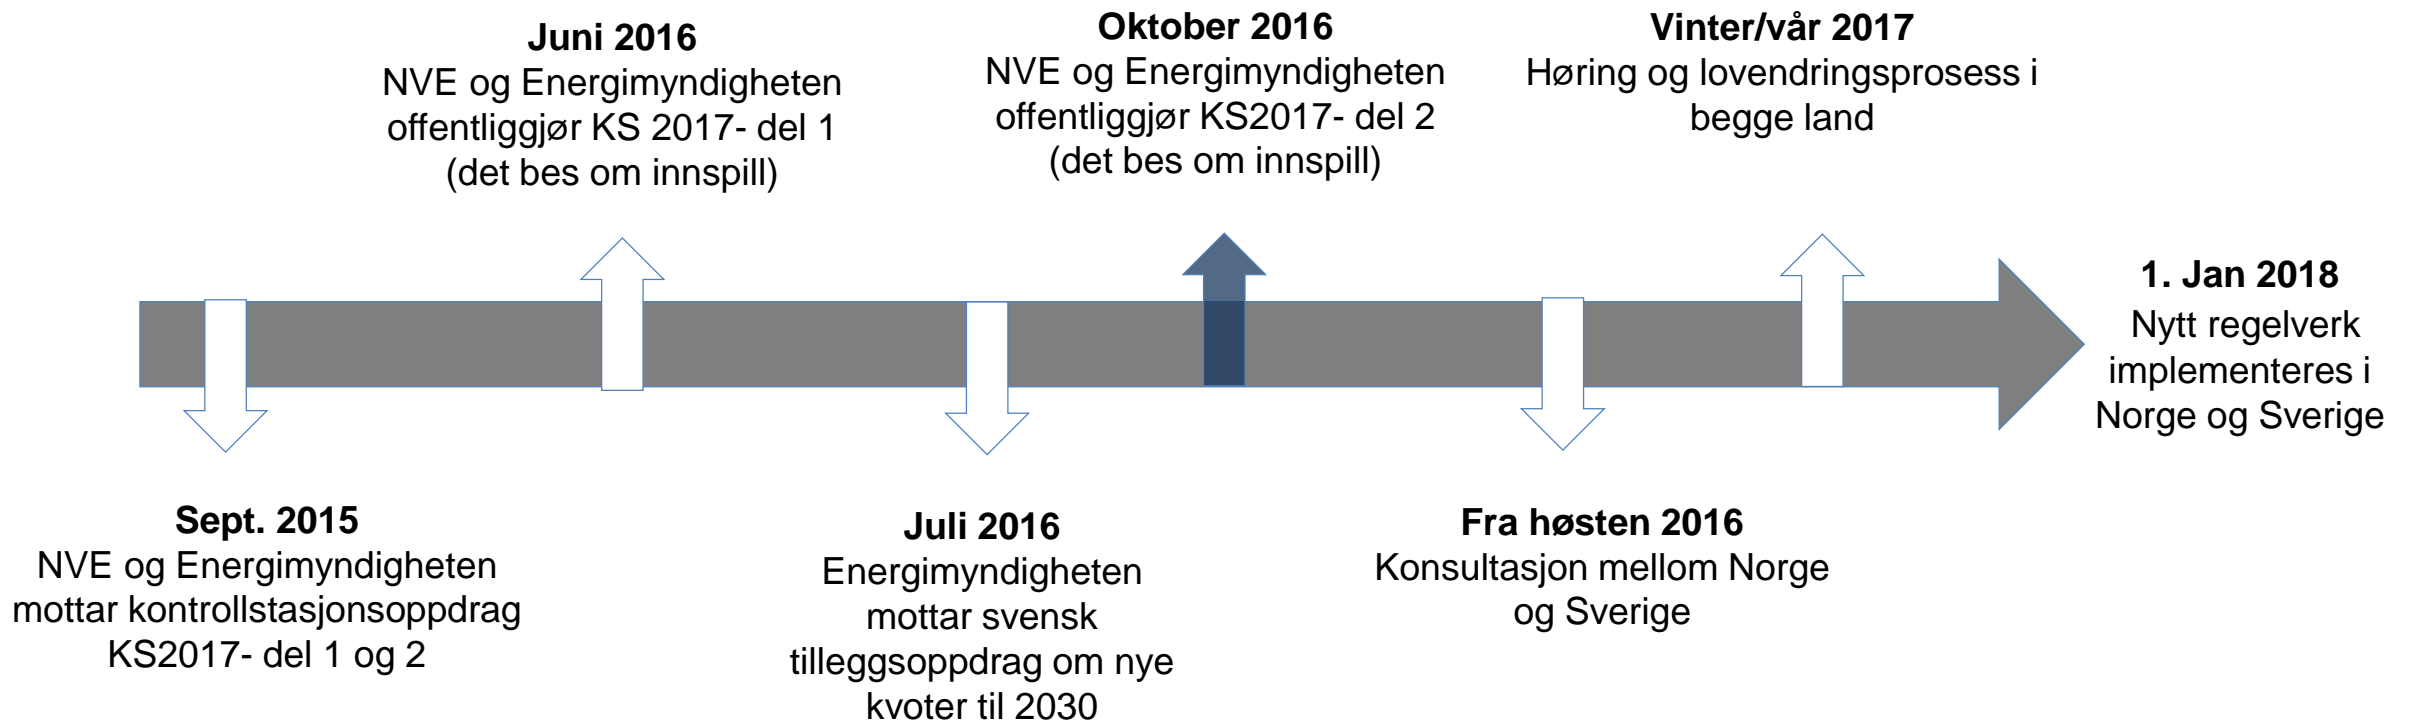 Juni 2016
NVE og Energimyndigheten
offentliggjør KS 2017- del 1
(det bes om innspill)
Oktober 2016
NVE og Energimyndigheten
offentliggjør KS2017- del 2
(det bes om innspill)
Vinter/vår 2017
Høring og lovendringsprosess i
begge land
1. Jan 2018
Nytt regelverk
implementeres i
Norge og Sverige
Sept. 2015
NVE og Energimyndigheten
mottar kontrollstasjonsoppdrag
KS2017- del 1 og 2
Juli 2016
Energimyndigheten
mottar svensk
tilleggsoppdrag om nye
kvoter til 2030
Fra høsten 2016
Konsultasjon mellom Norge
og Sverige